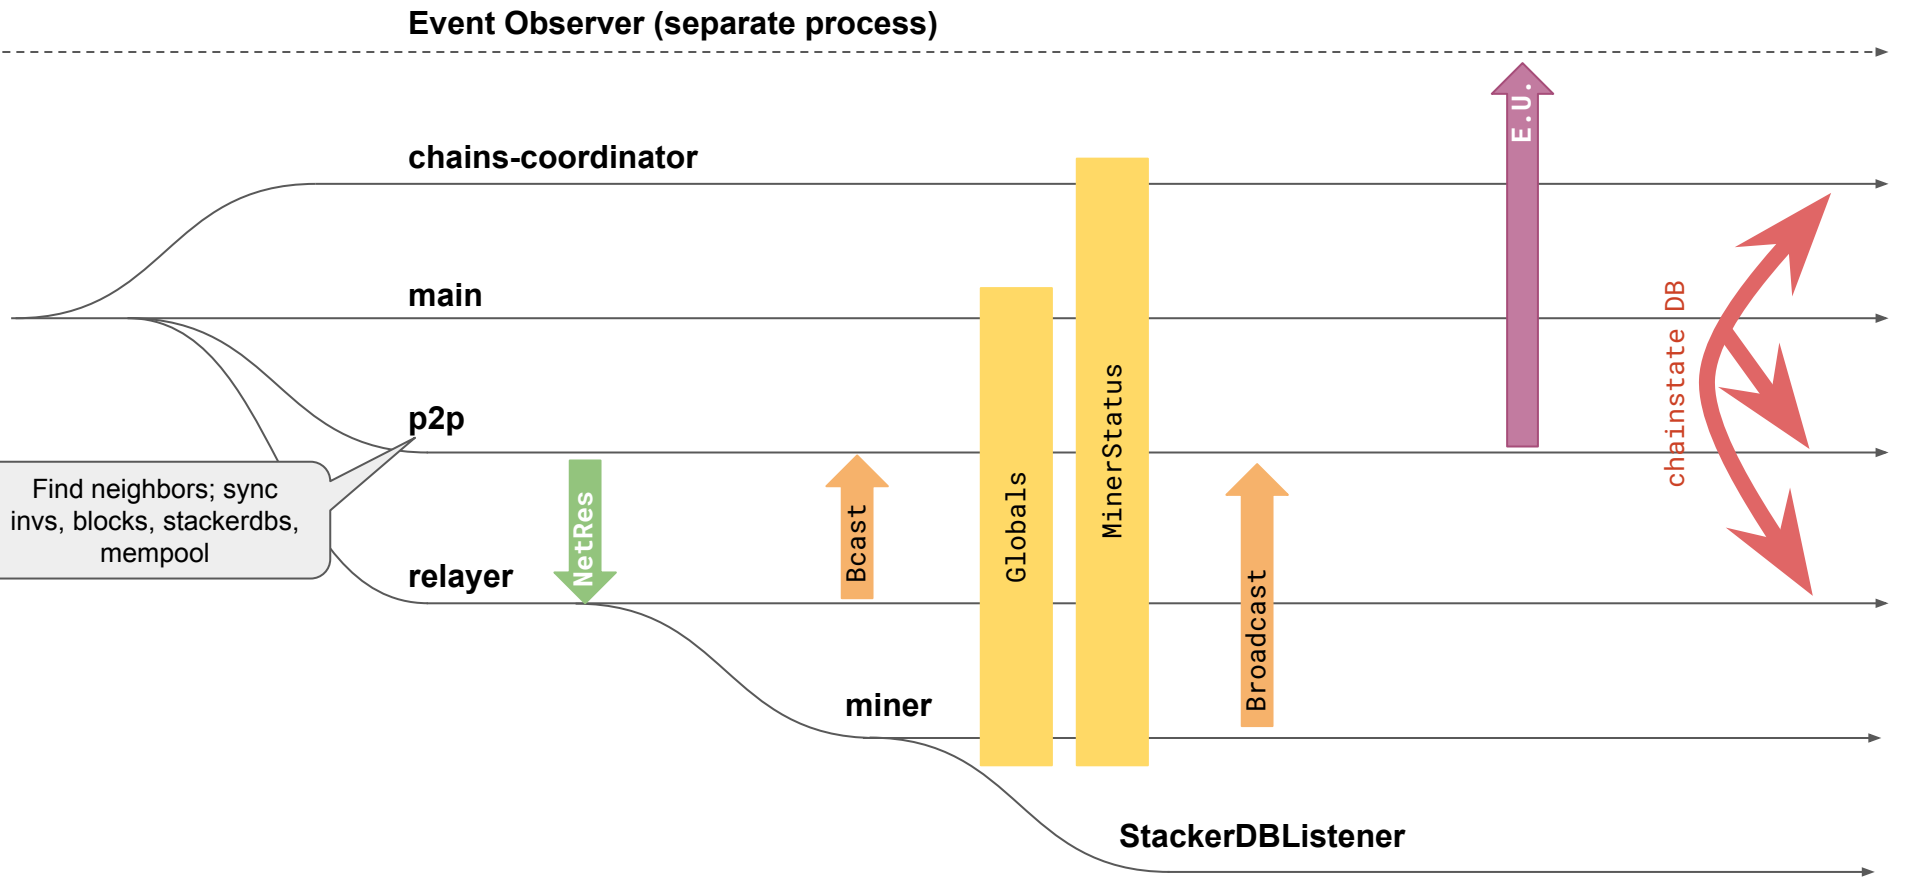 Event Observer (separate process)
E.U.
chains-coordinator
main
chainstate DB
p2p
MinerStatus
Globals
Find neighbors; sync
invs, blocks, stackerdbs,
mempool
NetRes
Bcast
relayer
Broadcast
miner
StackerDBListener